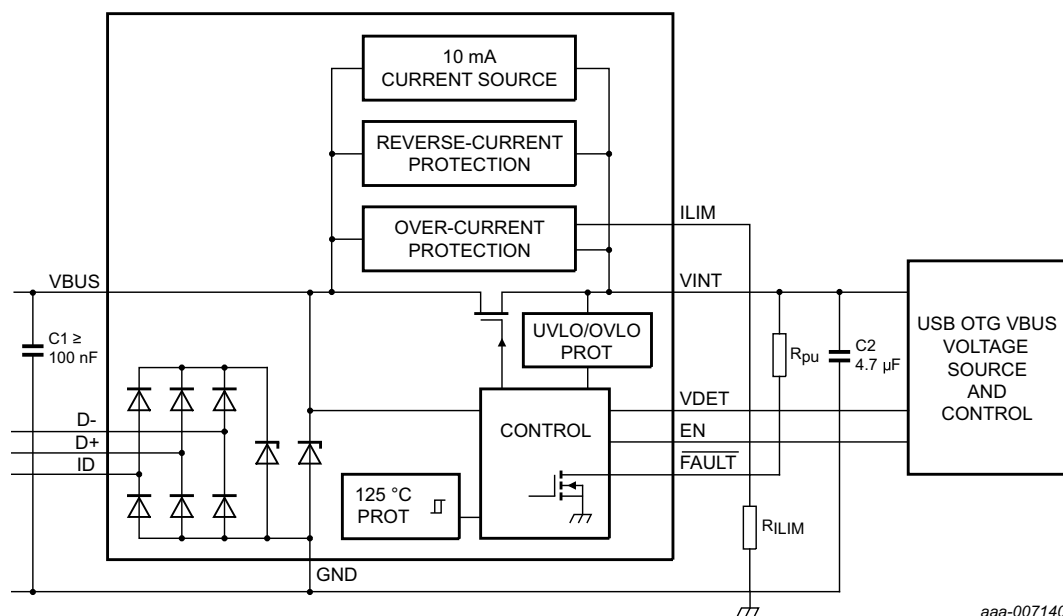 10 mA
CURRENT SOURCE
REVERSE-CURRENT
PROTECTION
OVER-CURRENT
PROTECTION
ILIM
VBUS
VINT
C1 ≥
100 nF
UVLO/OVLO
PROT
Rpu
C2
4.7 µF
USB OTG VBUS
VOLTAGE
SOURCE
AND
CONTROL
D-
D+
ID
CONTROL
VDET
EN
FAULT
125 °C
PROT
RILIM
GND
aaa-007140